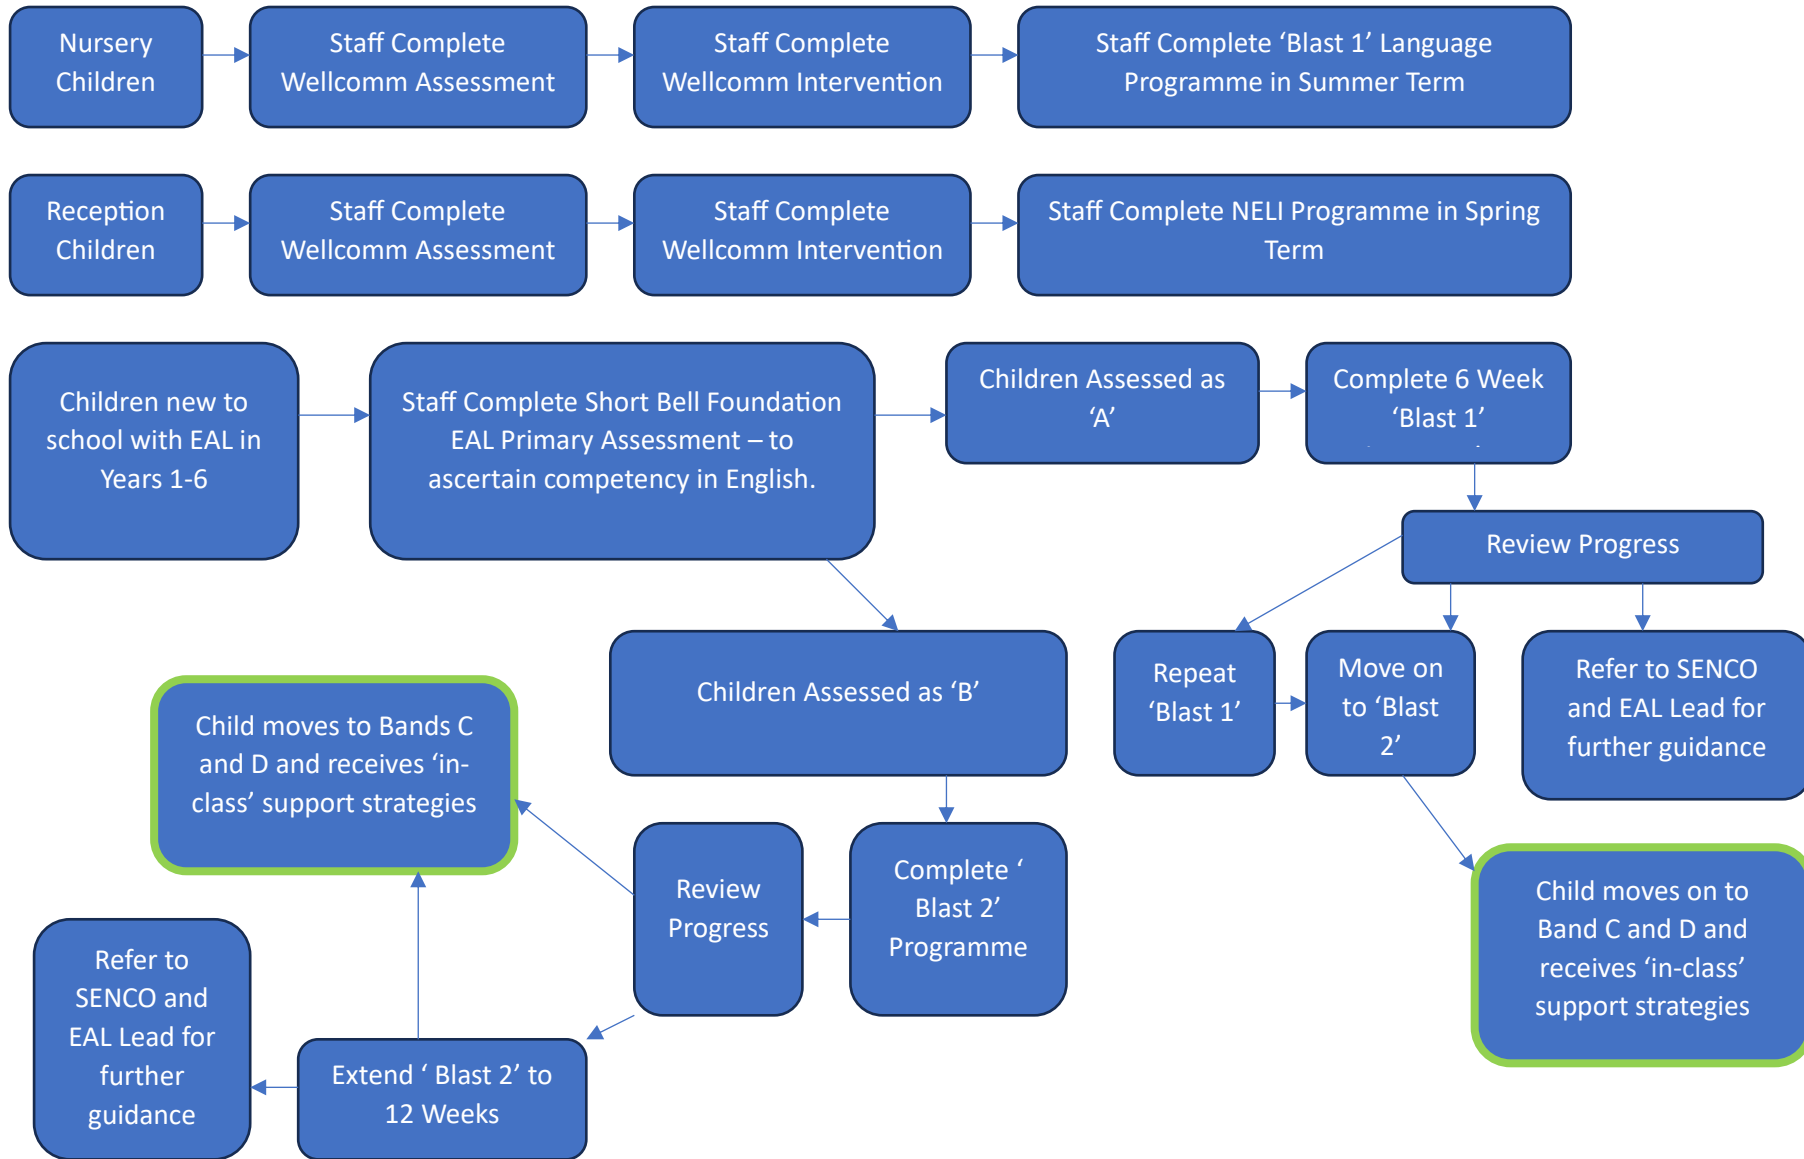 Nursery
Children
Staff Complete
Wellcomm Assessment
Staff Complete
Wellcomm Intervention
Staff Complete ‘Blast 1’ Language
Programme in Summer Term
Reception
Children
Staff Complete
Wellcomm Assessment
Staff Complete
Wellcomm Intervention
Staff Complete NELI Programme in Spring
Term
Children new to
school with EAL in
Years 1-6
Staff Complete Short Bell Foundation
EAL Primary Assessment – to
ascertain competency in English.
Children Assessed as
‘A’
Complete 6 Week
‘Blast 1’
Review Progress
Repeat
‘Blast 1’
Move on
to ‘Blast
2’
Refer to SENCO
and EAL Lead for
further guidance
Children Assessed as ‘B’
Child moves to Bands C
and D and receives ‘in-
class’ support strategies
Review
Progress
Complete ‘
Blast 2’
Programme
Child moves on to
Band C and D and
receives ‘in-class’
support strategies
Refer to
SENCO and
EAL Lead for
further
guidance
Extend ‘ Blast 2’ to
12 Weeks